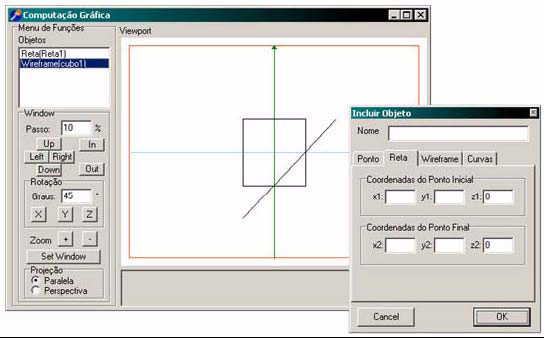 Computação Gráfica
Menu de Funções
Objetos
Reta(Reta1)
Wireframe(cubo1)
Window
Passo: 10 %
Up In
Left Right
Down Out
Rotação
Graus: 45 °
X Y Z
Zoom + -
Set Window
Projeção
Paralela
Perspectiva
Viewport
Incluir Objeto
Nome
Ponto Reta Wireframe Curvas
Coordenadas do Ponto Inicial
x1: y1: z1: 0
Coordenadas do Ponto Final
x2: y2: z2: 0
Cancel OK